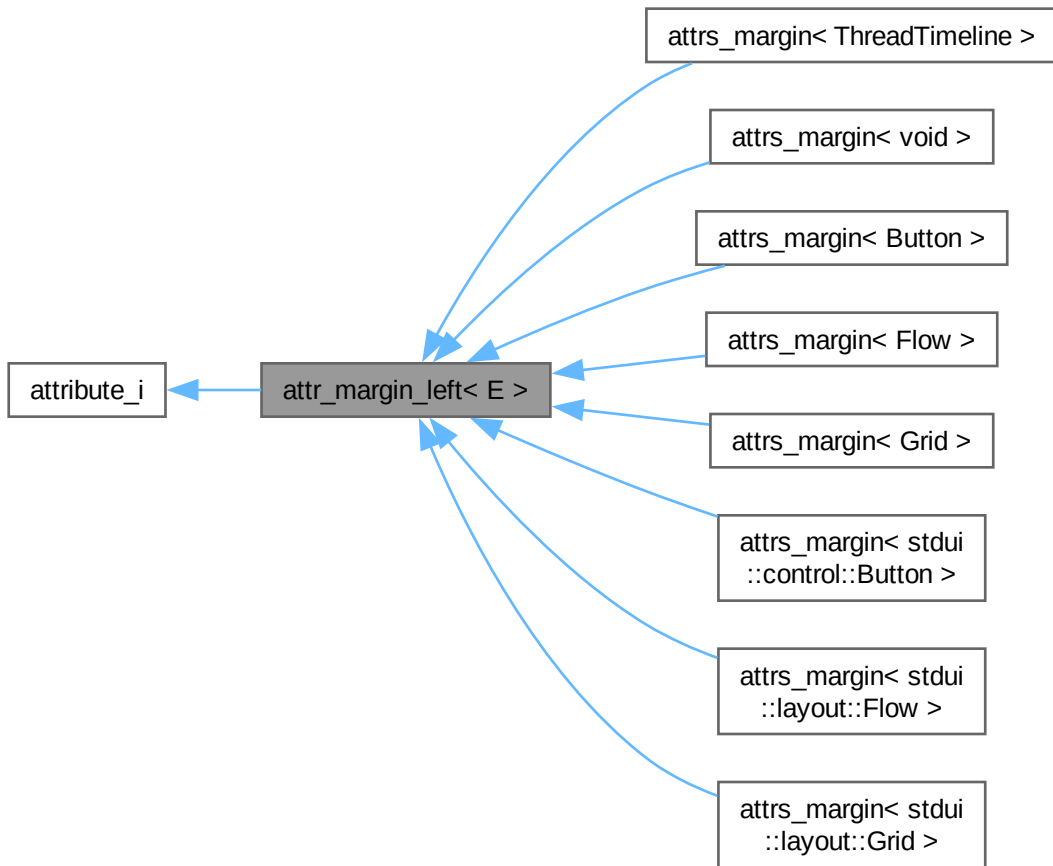 attrs_margin< ThreadTimeline >
attrs_margin< void >
attrs_margin< Button >
attrs_margin< Flow >
attribute_i
attr_margin_left< E >
attrs_margin< Grid >
attrs_margin< stdui
::control::Button >
attrs_margin< stdui
::layout::Flow >
attrs_margin< stdui
::layout::Grid >